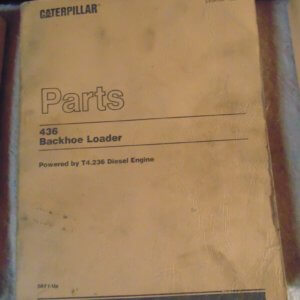 CATERPILLAR
Parts
436
Backhoe Loader
Powered by T4.236 Diesel Engine